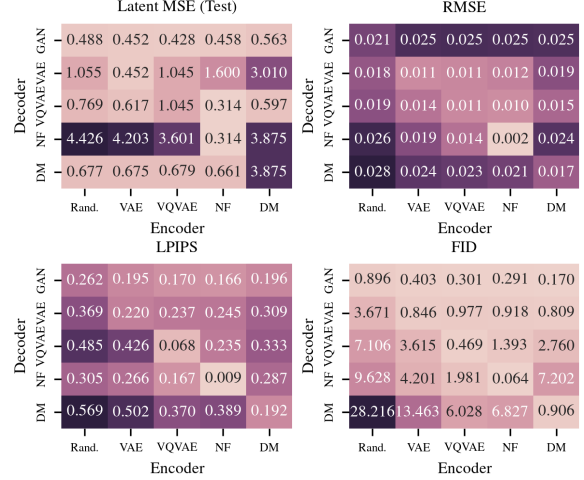 Latent MSE (Test)
GAN 0.488 0.452 0.428 0.458 0.563
VAE 1.055 0.452 1.045 1.600 3.010
VQVAE 0.769 0.617 1.045 0.314 0.597
NF 4.426 4.203 3.601 0.314 3.875
DM 0.677 0.675 0.679 0.661 3.875
Decoder
Rand. VAE VQVAE NF DM
Encoder
RMSE
GAN 0.021 0.025 0.025 0.025 0.025
VAE 0.018 0.011 0.011 0.012 0.019
VQVAE 0.019 0.014 0.011 0.010 0.015
NF 0.026 0.019 0.014 0.002 0.024
DM 0.028 0.024 0.023 0.021 0.017
Decoder
Rand. VAE VQVAE NF DM
Encoder
LPIPS
GAN 0.262 0.195 0.170 0.166 0.196
VAE 0.369 0.220 0.237 0.245 0.309
VQVAE 0.485 0.426 0.068 0.235 0.333
NF 0.305 0.266 0.167 0.009 0.287
DM 0.569 0.502 0.370 0.389 0.192
Decoder
Rand. VAE VQVAE NF DM
Encoder
FID
GAN 0.896 0.403 0.301 0.291 0.170
VAE 3.671 0.846 0.977 0.918 0.809
VQVAE 7.106 3.615 0.469 1.393 2.760
NF 9.628 4.201 1.981 0.064 7.202
DM 28.216 13.463 6.028 6.827 0.906
Decoder
Rand. VAE VQVAE NF DM
Encoder